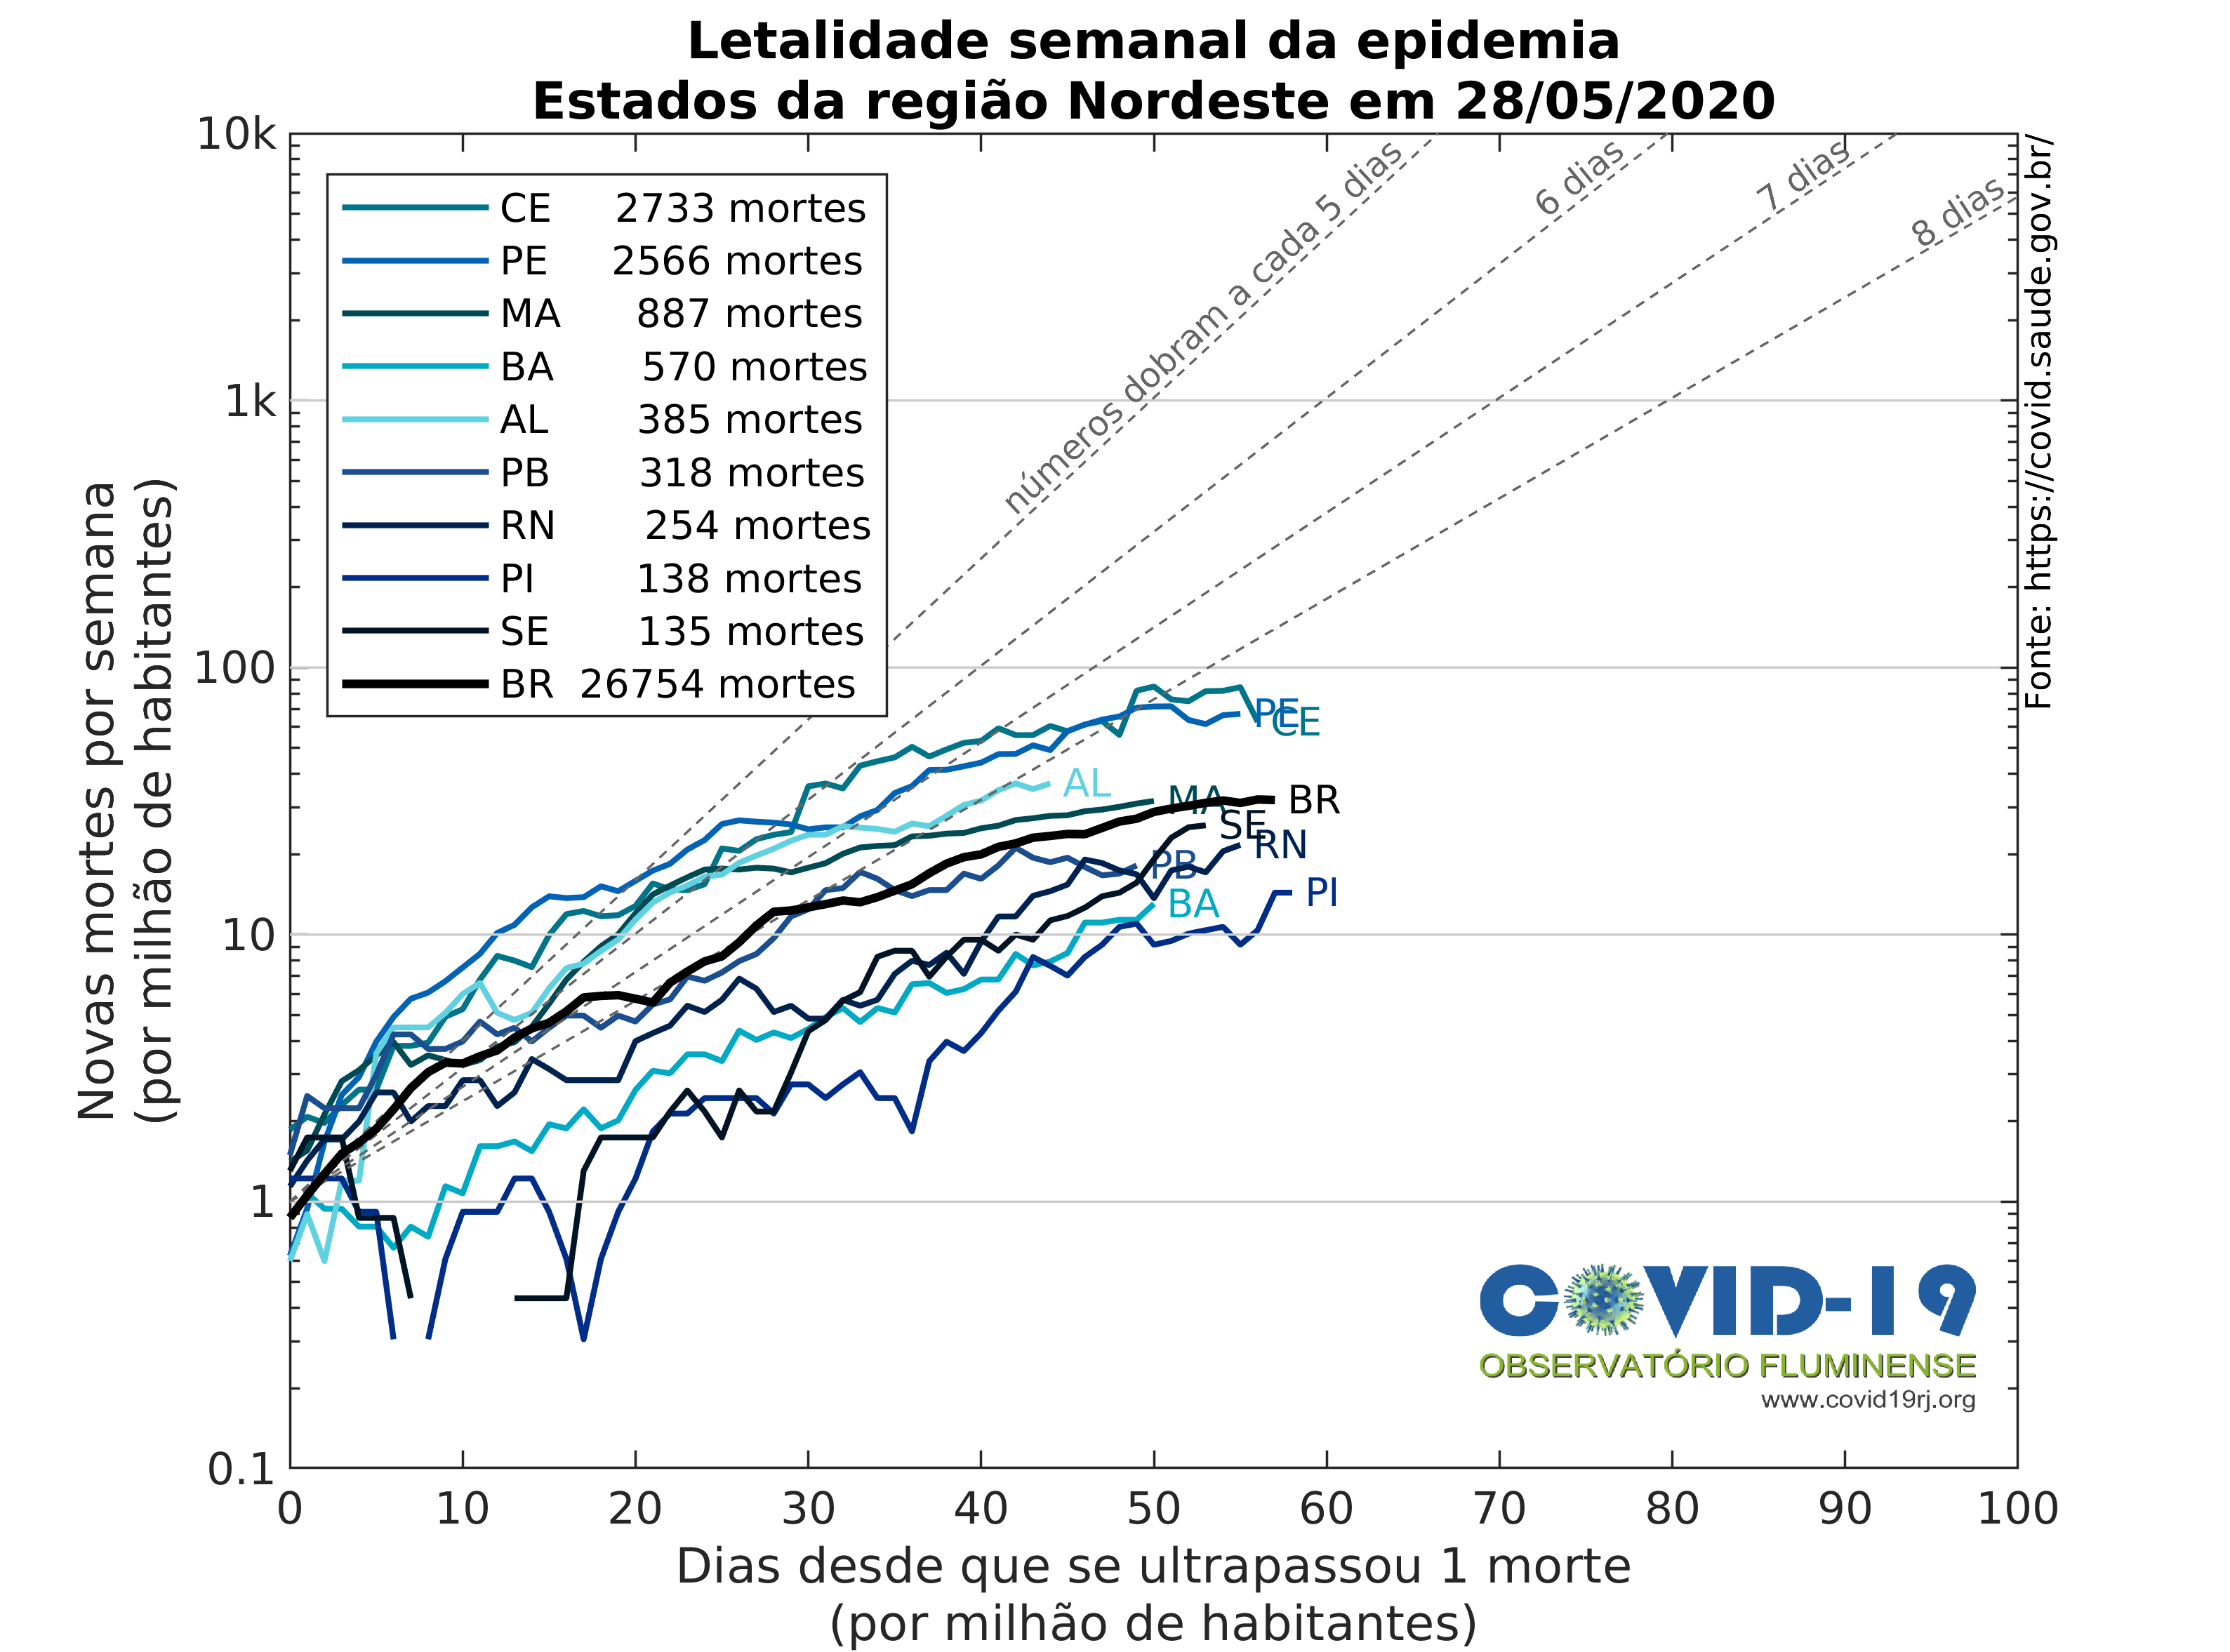 Letalidade semanal da epidemia
Estados da região Nordeste em 28/05/2020
Novas mortes por semana
(por milhão de habitantes)
10k
1k
100
10
1
0.1
CE 2733 mortes
PE 2566 mortes
MA 887 mortes
BA 570 mortes
AL 385 mortes
PB 318 mortes
RN 254 mortes
PI 138 mortes
SE 135 mortes
BR 26754 mortes
números dobram a cada 5 dias
6 dias
7 dias
8 dias
PE
CE
AL
MA
BR
SE
RN
PB
PI
BA
Fonte: https://covid.saude.gov.br/
COVID-19
OBSERVATÓRIO FLUMINENSE
www.covid19rj.org
0 10 20 30 40 50 60 70 80 90 100
Dias desde que se ultrapassou 1 morte
(por milhão de habitantes)